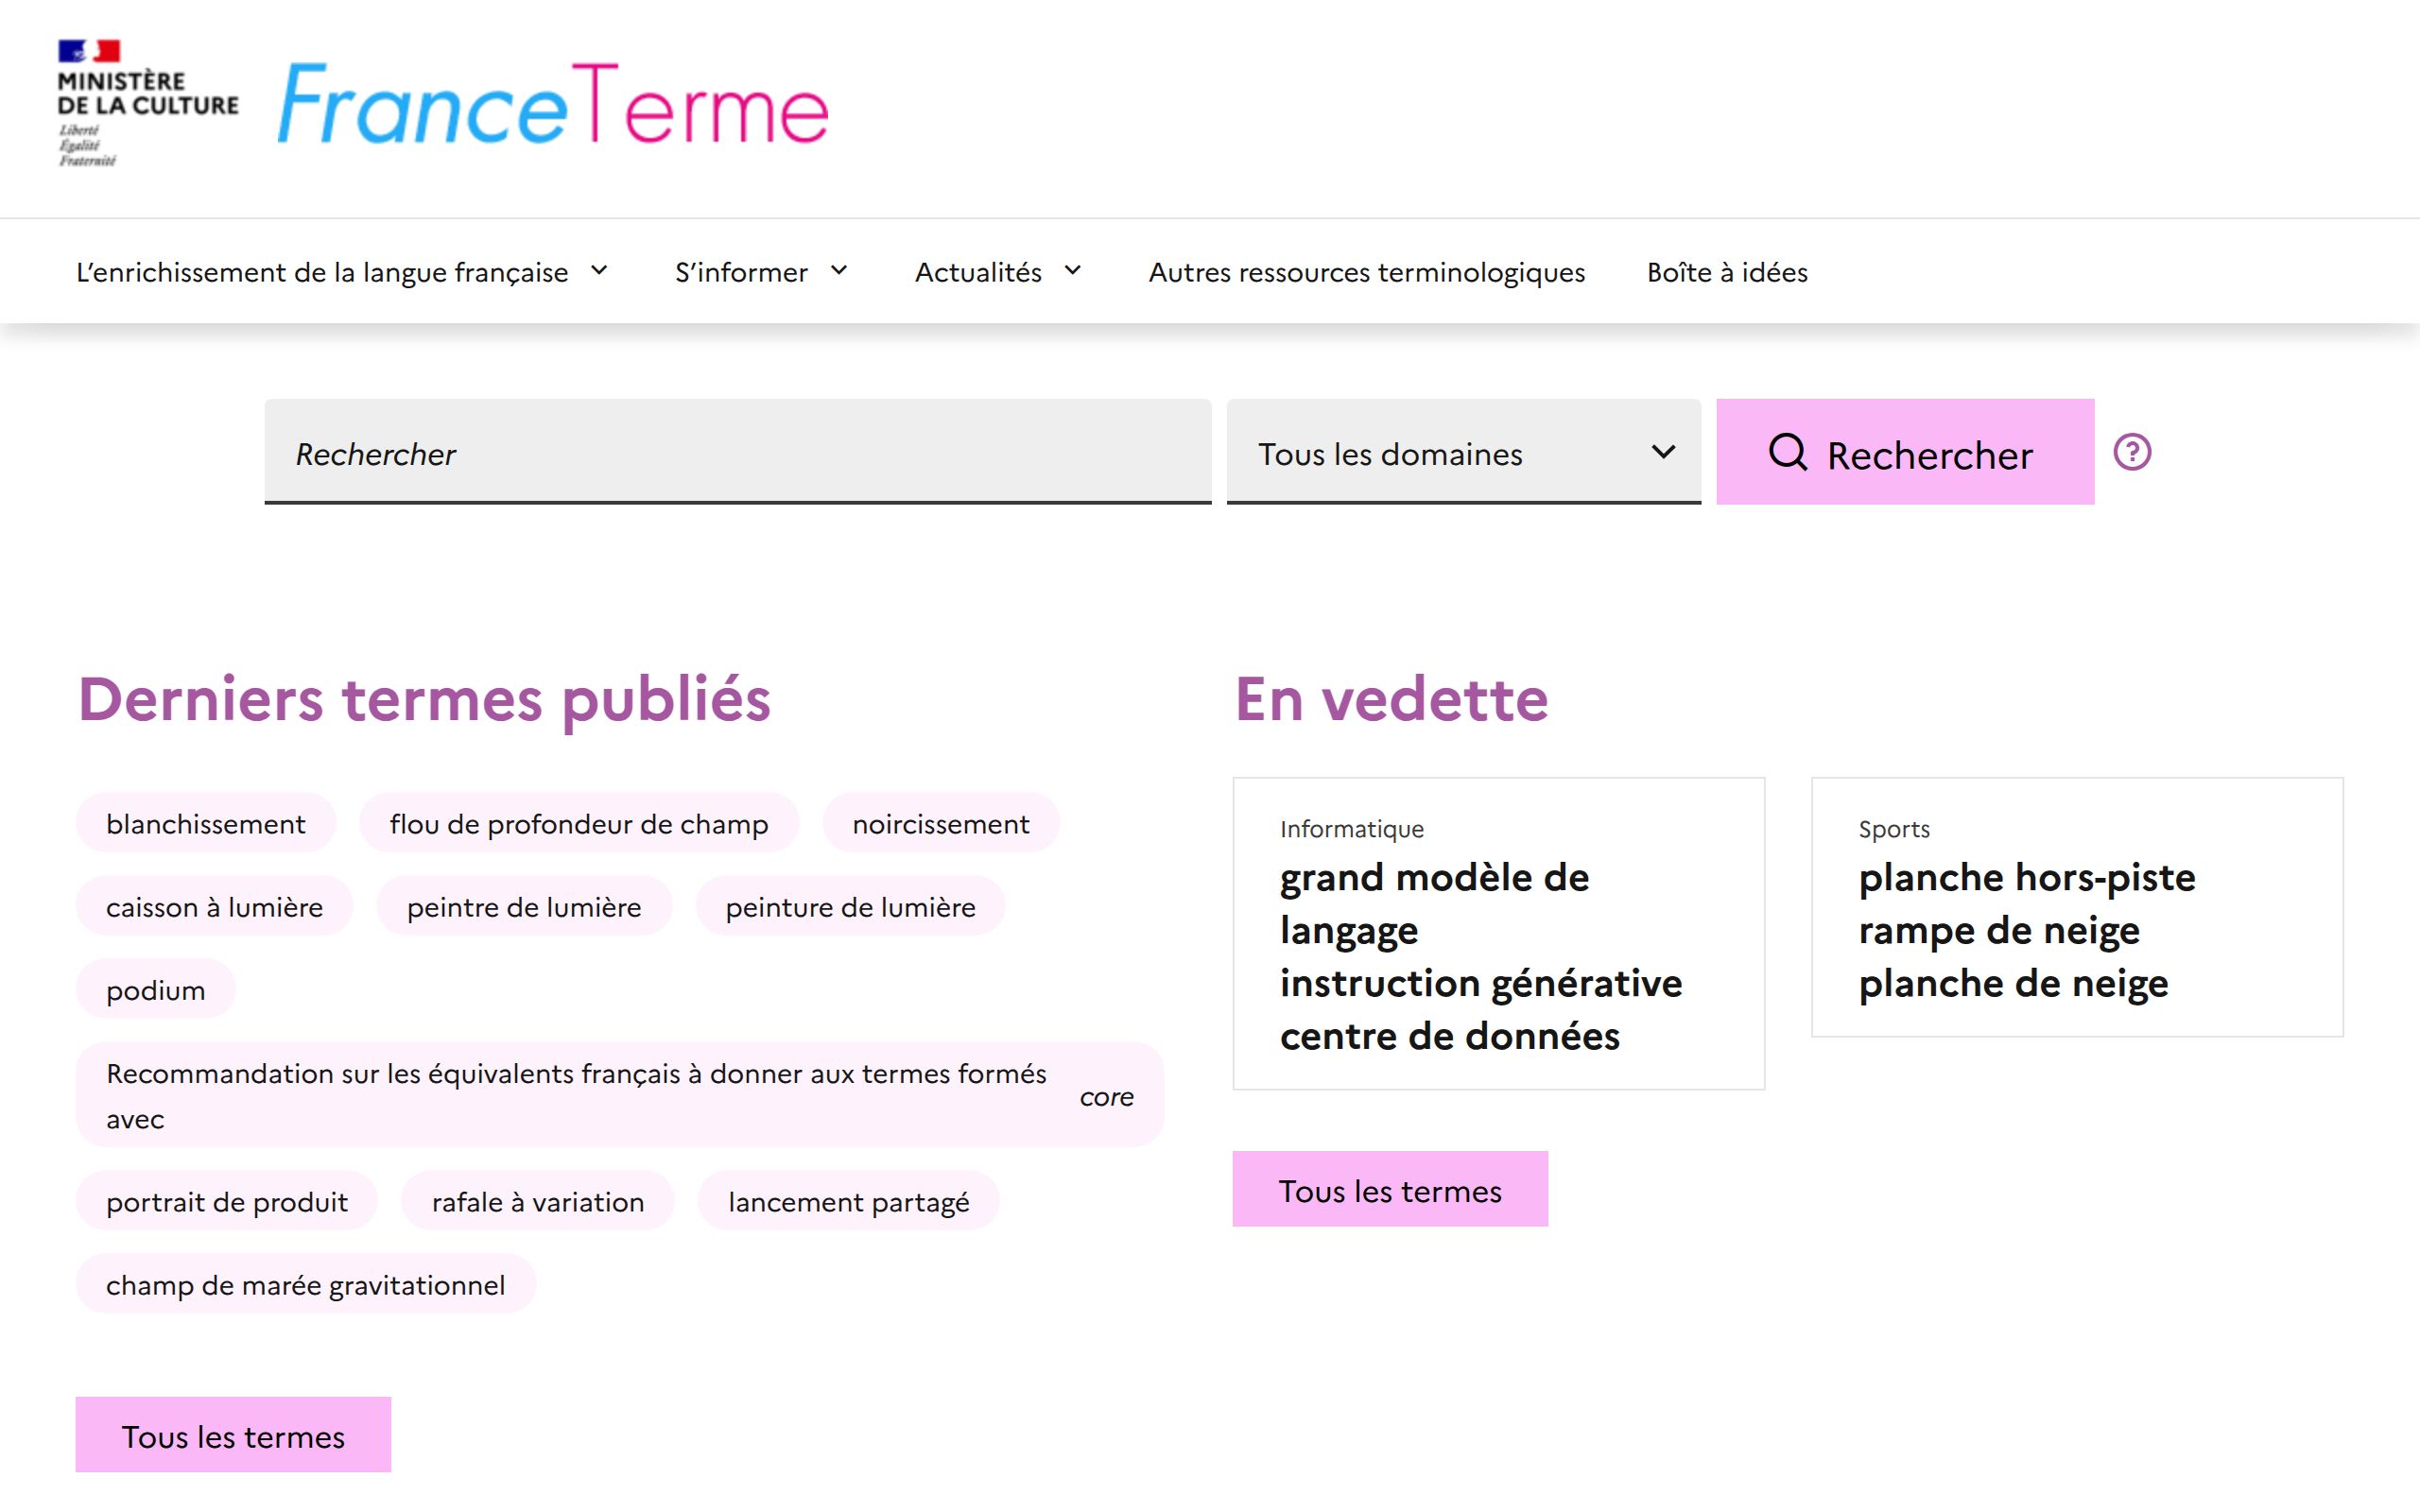 MINISTÈRE
DE LA CULTURE
Liberté
Égalité
Fraternité
FranceTerme
L’enrichissement de la langue française
S’informer
Actualités
Autres ressources terminologiques
Boîte à idées
Rechercher
Tous les domaines
Rechercher
Derniers termes publiés
blanchissement
flou de profondeur de champ
noircissement
caisson à lumière
peintre de lumière
peinture de lumière
podium
Recommandation sur les équivalents français à donner aux termes formés
avec
core
portrait de produit
rafale à variation
lancement partagé
champ de marée gravitationnel
Tous les termes
En vedette
Informatique
grand modèle de
langage
instruction générative
centre de données
Sports
planche hors-piste
rampe de neige
planche de neige
Tous les termes